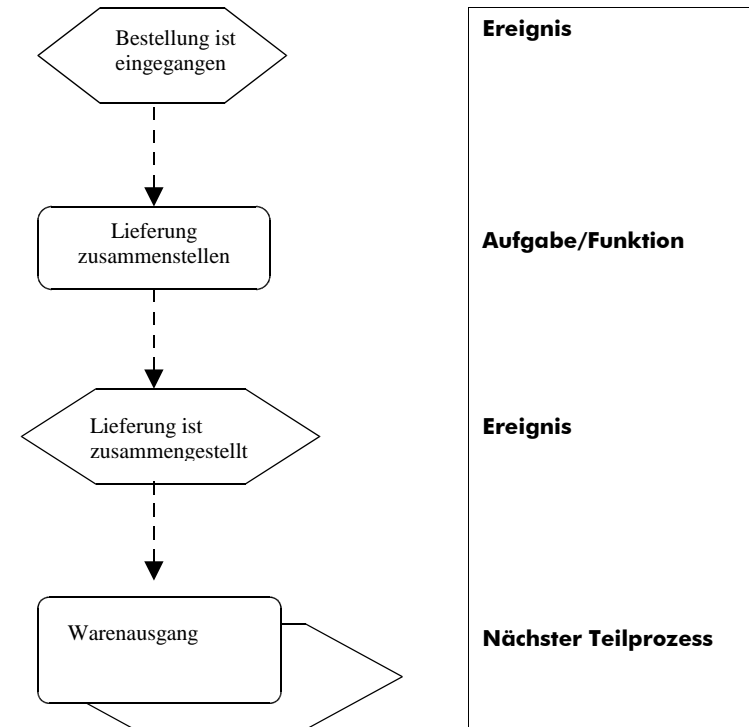 Bestellung ist
eingegangen
Ereignis
Lieferung
zusammenstellen
Aufgabe/Funktion
Lieferung ist
zusammengestellt
Ereignis
Warenausgang
Nächster Teilprozess